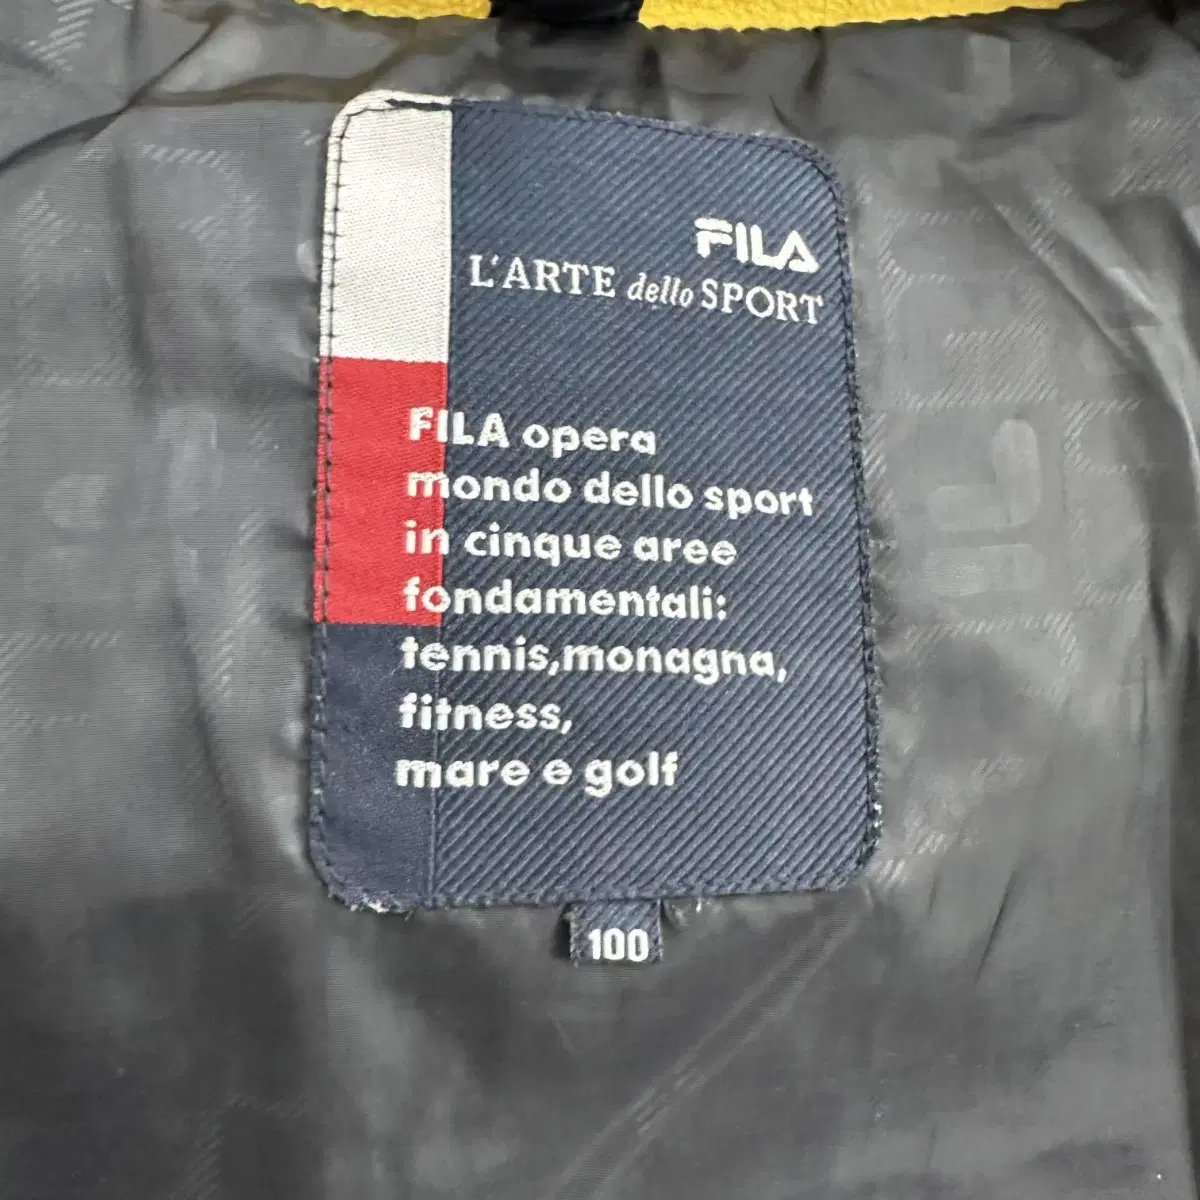 FILA
L'ARTE dello SPORT
FILA opera
mondo dello sport
in cinque aree
fondamentali:
tennis,monagna,
fitness,
mare e golf
100